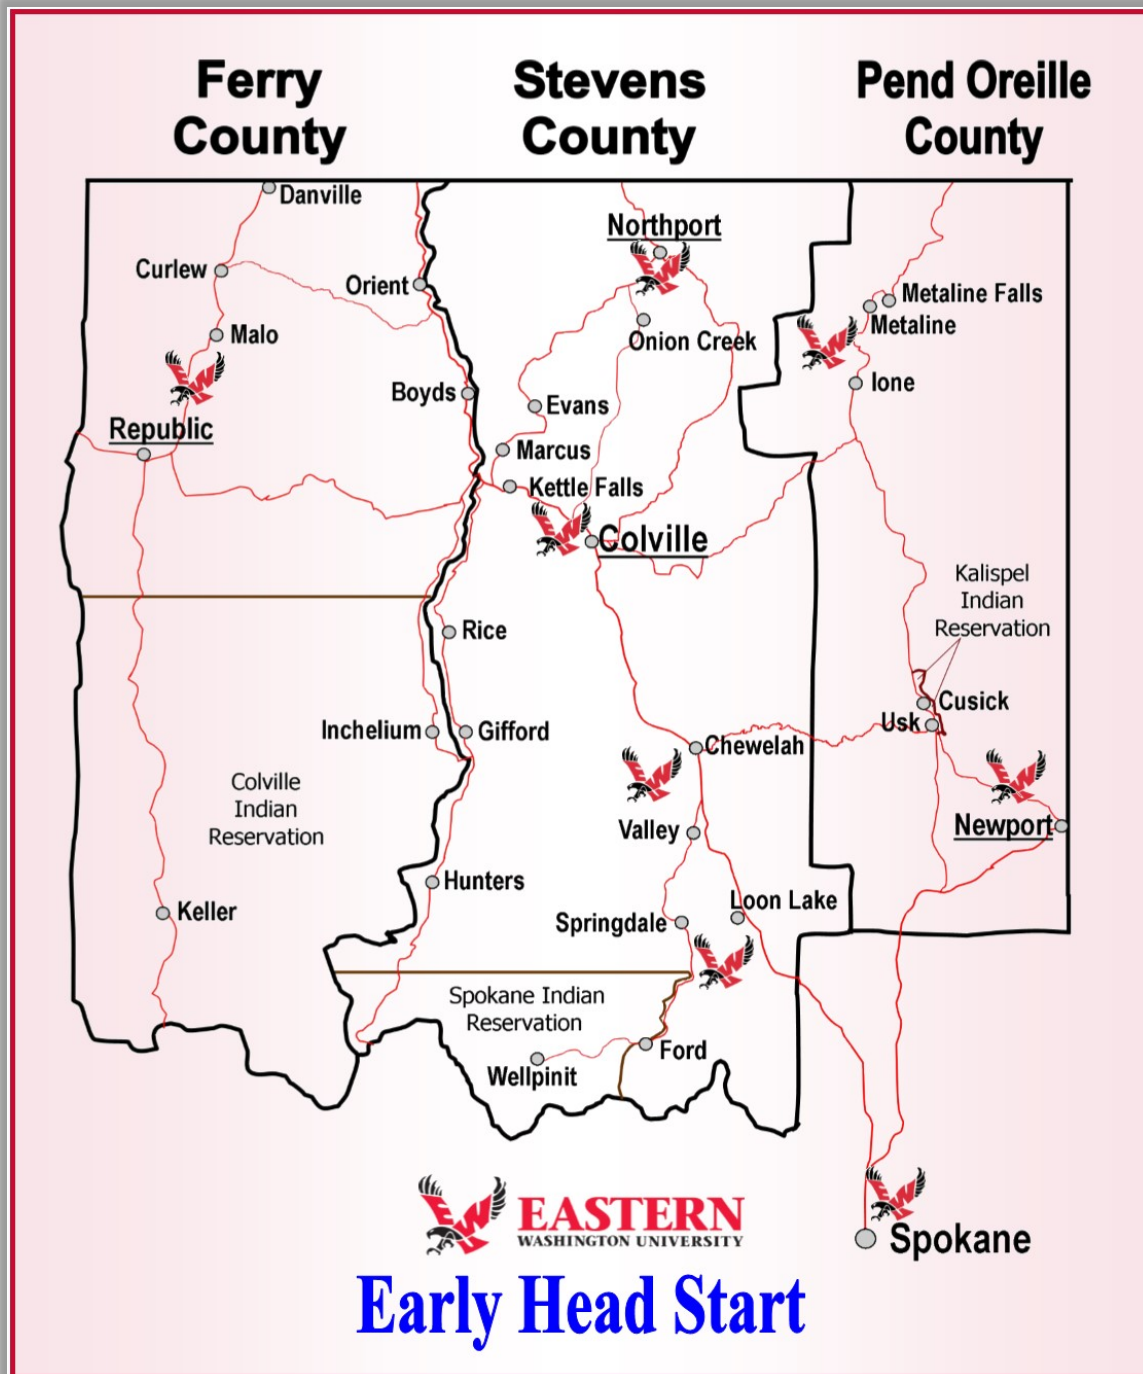 Ferry
County
Stevens
County
Pend Oreille
County
Danville
Northport
Curlew
Orient
Metaline Falls
Metaline
Malo
Onion Creek
Ione
Boyds
Evans
Republic
Marcus
Kettle Falls
Colville
Kalispel
Indian
Reservation
Rice
Cusick
Usk
Inchelium
Gifford
Chewelah
Colville
Indian
Reservation
Valley
Newport
Hunters
Loon Lake
Keller
Springdale
Spokane Indian
Reservation
Ford
Wellpinit
EWU
EASTERN
WASHINGTON UNIVERSITY
Spokane
Early Head Start